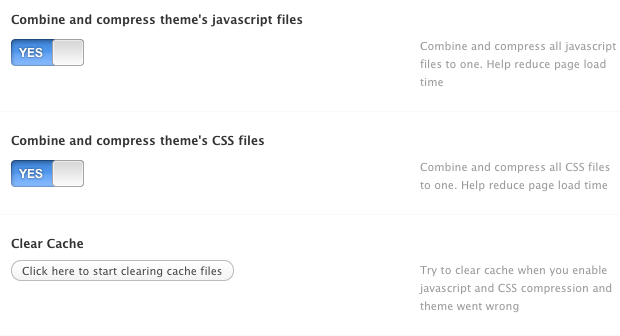 Combine and compress theme's javascript files
YES
Combine and compress all javascript
files to one. Help reduce page load
time
Combine and compress theme's CSS files
YES
Combine and compress all CSS files
to one. Help reduce page load time
Clear Cache
Click here to start clearing cache files
Try to clear cache when you enable
javascript and CSS compression and
theme went wrong